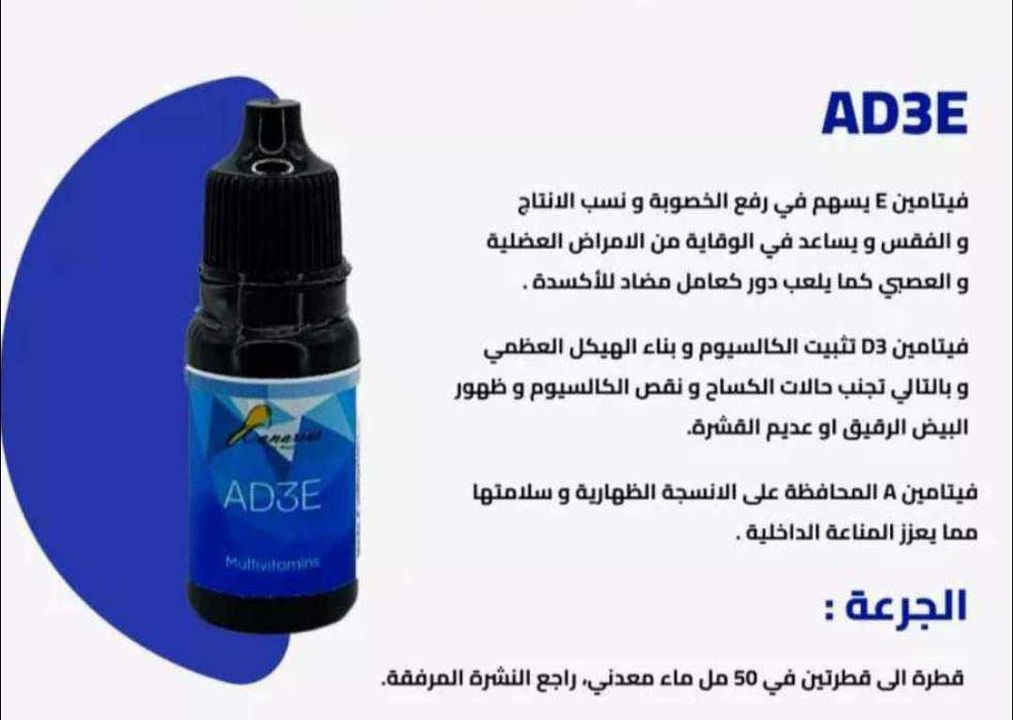 AD3E
فيتامين E يسهم في رفع الخصوبة و نسب الانتاج
و الفقس و يساعد في الوقاية من الامراض العضلية
و العصبي كما يلعب دور كعامل مضاد للأكسدة .
فيتامين D3 تثبيت الكالسيوم و بناء الهيكل العظمي
و بالتالي تجنب حالات الكساح و نقص الكالسيوم و ظهور
البيض الرقيق او عديم القشرة.
فيتامين A المحافظة على الانسجة الظهارية و سلامتها
مما يعزز المناعة الداخلية .
الجرعة :
قطرة الى قطرتين في 50 مل ماء معدني، راجع النشرة المرفقة.
AD3E
Multivitamins